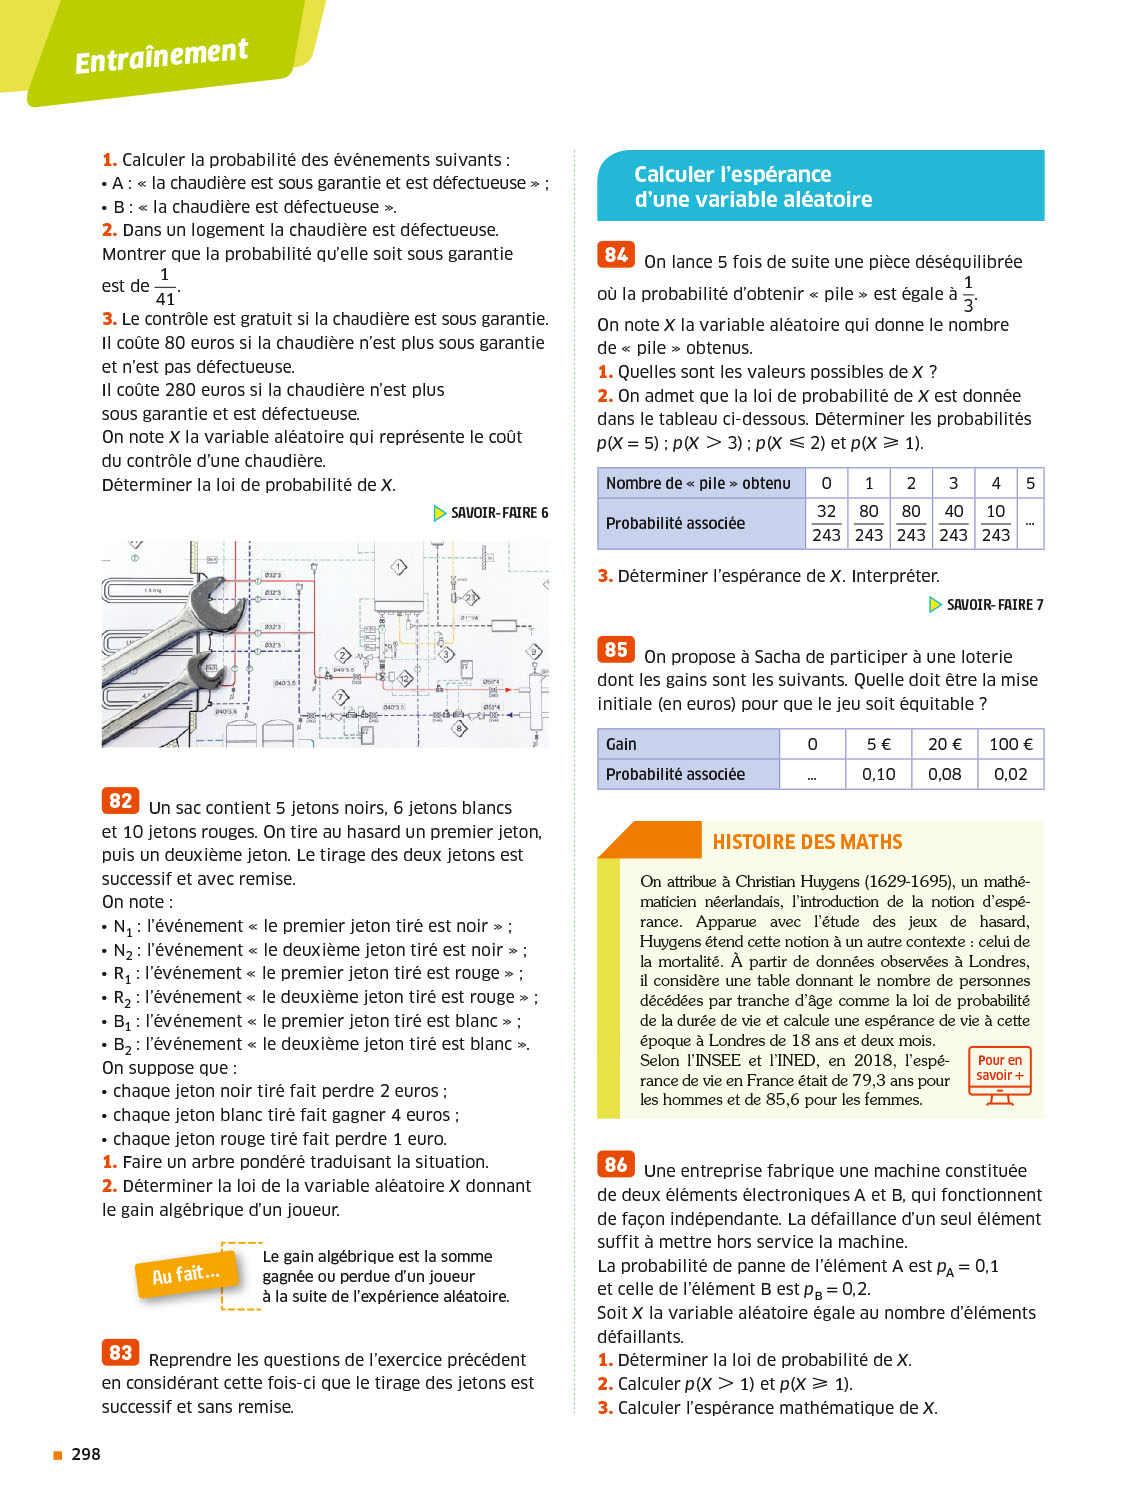 Entraînement
1. Calculer la probabilité des événements suivants :
• A : « la chaudière est sous garantie et est défectueuse » ;
• B : « la chaudière est défectueuse ».
2. Dans un logement la chaudière est défectueuse.
Montrer que la probabilité qu'elle soit sous garantie
est de 1/41.
3. Le contrôle est gratuit si la chaudière est sous garantie.
Il coûte 80 euros si la chaudière n'est plus sous garantie
et n'est pas défectueuse.
Il coûte 280 euros si la chaudière n'est plus
sous garantie et est défectueuse.
On note X la variable aléatoire qui représente le coût
du contrôle d'une chaudière.
Déterminer la loi de probabilité de X.
SAVOIR-FAIRE 6
82 Un sac contient 5 jetons noirs, 6 jetons blancs
et 10 jetons rouges. On tire au hasard un premier jeton,
puis un deuxième jeton. Le tirage des deux jetons est
successif et avec remise.
On note :
• N1 : l'événement « le premier jeton tiré est noir » ;
• N2 : l'événement « le deuxième jeton tiré est noir » ;
• R1 : l'événement « le premier jeton tiré est rouge » ;
• R2 : l'événement « le deuxième jeton tiré est rouge » ;
• B1 : l'événement « le premier jeton tiré est blanc » ;
• B2 : l'événement « le deuxième jeton tiré est blanc ».
On suppose que :
• chaque jeton noir tiré fait perdre 2 euros ;
• chaque jeton blanc tiré fait gagner 4 euros ;
• chaque jeton rouge tiré fait perdre 1 euro.
1. Faire un arbre pondéré traduisant la situation.
2. Déterminer la loi de la variable aléatoire X donnant
le gain algébrique d'un joueur.
Au fait...
Le gain algébrique est la somme
gagnée ou perdue d'un joueur
à la suite de l'expérience aléatoire.
83 Reprendre les questions de l'exercice précédent
en considérant cette fois-ci que le tirage des jetons est
successif et sans remise.
298
Calculer l'espérance
d'une variable aléatoire
84 On lance 5 fois de suite une pièce déséquilibrée
où la probabilité d'obtenir « pile » est égale à 1/3.
On note X la variable aléatoire qui donne le nombre
de « pile » obtenus.
1. Quelles sont les valeurs possibles de X ?
2. On admet que la loi de probabilité de X est donnée
dans le tableau ci-dessous. Déterminer les probabilités
p(X = 5) ; p(X > 3) ; p(X ⩽ 2) et p(X ⩾ 1).
Nombre de « pile » obtenu 0 1 2 3 4 5
Probabilité associée 32/243 80/243 80/243 40/243 10/243 ...
3. Déterminer l'espérance de X. Interpréter.
SAVOIR-FAIRE 7
85 On propose à Sacha de participer à une loterie
dont les gains sont les suivants. Quelle doit être la mise
initiale (en euros) pour que le jeu soit équitable ?
Gain 0 5 € 20 € 100 €
Probabilité associée ... 0,10 0,08 0,02
HISTOIRE DES MATHS
On attribue à Christian Huygens (1629-1695), un mathé-
maticien néerlandais, l'introduction de la notion d'espé-
rance. Apparue avec l'étude des jeux de hasard,
Huygens étend cette notion à un autre contexte : celui de
la mortalité. À partir de données observées à Londres,
il considère une table donnant le nombre de personnes
décédées par tranche d'âge comme la loi de probabilité
de la durée de vie et calcule une espérance de vie à cette
époque à Londres de 18 ans et deux mois.
Selon l'INSEE et l'INED, en 2018, l'espé-
rance de vie en France était de 79,3 ans pour
les hommes et de 85,6 pour les femmes.
Pour en
savoir +
86 Une entreprise fabrique une machine constituée
de deux éléments électroniques A et B, qui fonctionnent
de façon indépendante. La défaillance d'un seul élément
suffit à mettre hors service la machine.
La probabilité de panne de l'élément A est pA = 0,1
et celle de l'élément B est pB = 0,2.
Soit X la variable aléatoire égale au nombre d'éléments
défaillants.
1. Déterminer la loi de probabilité de X.
2. Calculer p(X > 1) et p(X ⩾ 1).
3. Calculer l'espérance mathématique de X.